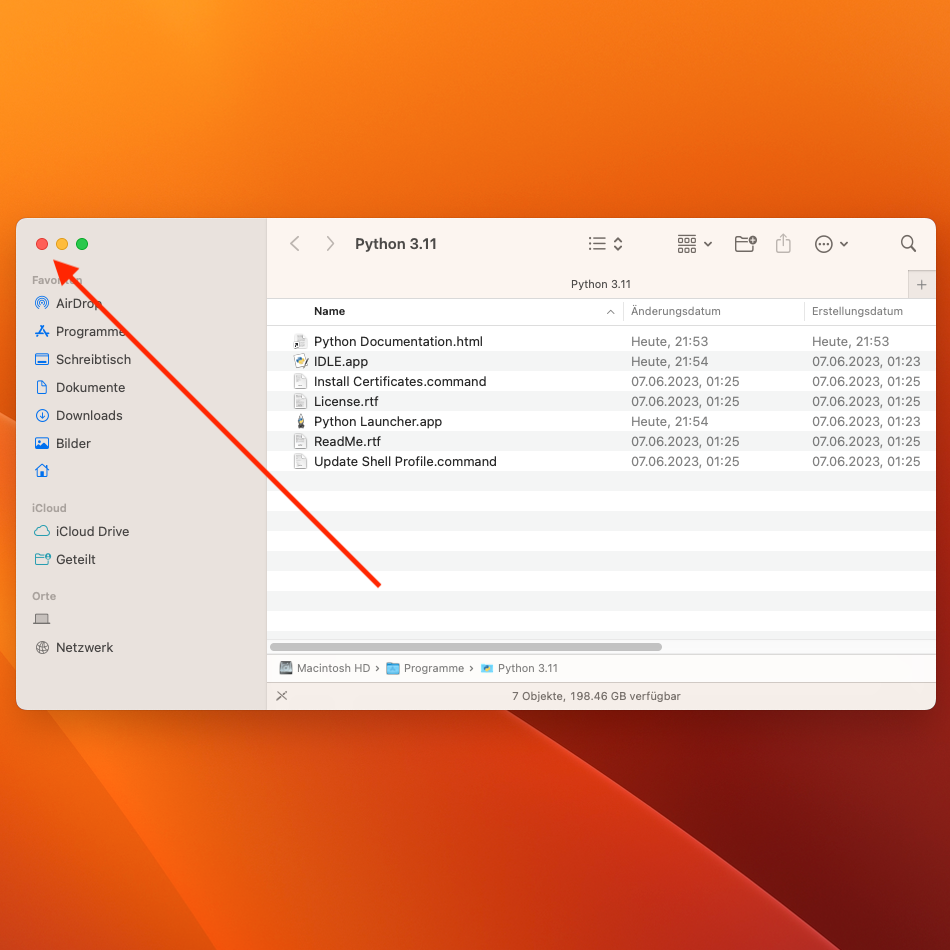 Python 3.11
Favoriten
AirDrop
Programme
Schreibtisch
Dokumente
Downloads
Bilder
iCloud
iCloud Drive
Geteilt
Orte
Netzwerk
Python 3.11
Name Änderungsdatum Erstellungsdatum
Python Documentation.html Heute, 21:53 Heute, 21:53
IDLE.app Heute, 21:54 07.06.2023, 01:23
Install Certificates.command 07.06.2023, 01:25 07.06.2023, 01:25
License.rtf 07.06.2023, 01:25 07.06.2023, 01:25
Python Launcher.app Heute, 21:54 07.06.2023, 01:23
ReadMe.rtf 07.06.2023, 01:25 07.06.2023, 01:25
Update Shell Profile.command 07.06.2023, 01:25 07.06.2023, 01:25
Macintosh HD › Programme › Python 3.11
7 Objekte, 198.46 GB verfügbar